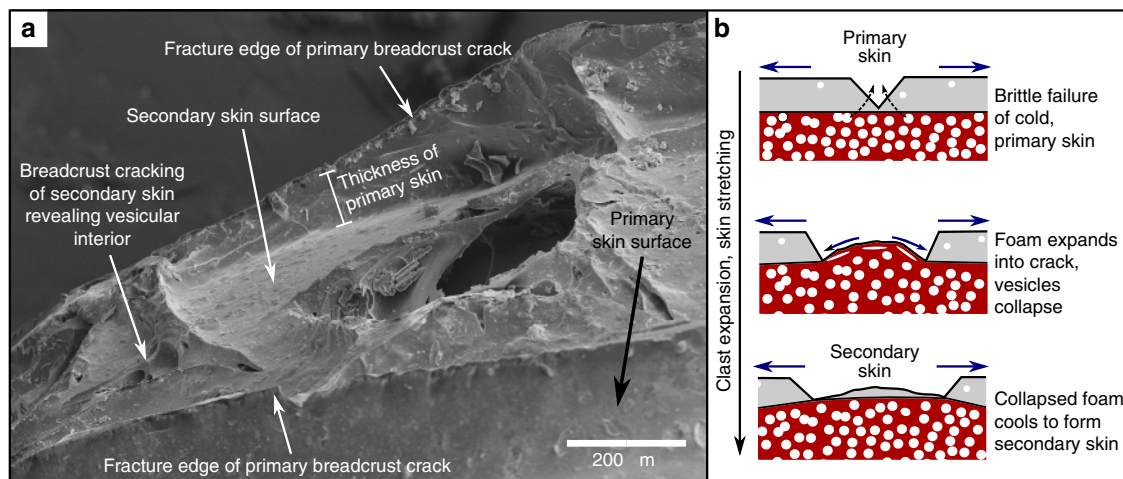 a
Fracture edge of primary breadcrust crack
Secondary skin surface
Breadcrust cracking
of secondary skin
revealing vesicular
interior
Thickness of
primary skin
Primary
skin surface
Fracture edge of primary breadcrust crack
200 m
b
Clast expansion, skin stretching
Primary
skin
Brittle failure
of cold,
primary skin
Foam expands
into crack,
vesicles
collapse
Secondary
skin
Collapsed foam
cools to form
secondary skin